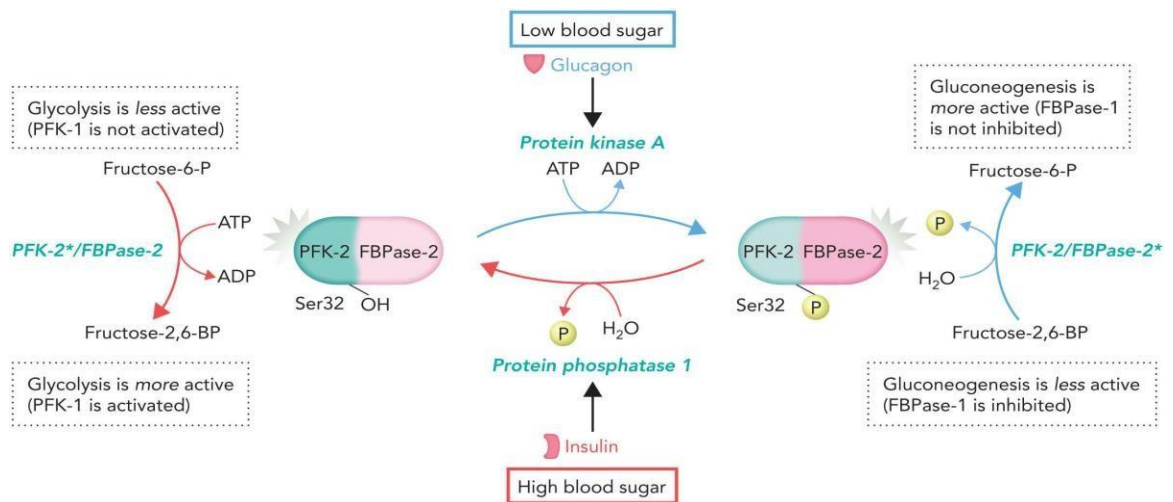 Low blood sugar
Glucagon
Glycolysis is less active
(PFK-1 is not activated)
Gluconeogenesis is
more active (FBPase-1
is not inhibited)
Protein kinase A
Fructose-6-P
ATP
ADP
Fructose-6-P
ATP
PFK-2*/FBPase-2
ADP
PFK-2
FBPase-2
Ser32
OH
PFK-2
FBPase-2
Ser32
P
P
H₂O
PFK-2/FBPase-2*
P
H₂O
Fructose-2,6-BP
Fructose-2,6-BP
Protein phosphatase 1
Glycolysis is more active
(PFK-1 is activated)
Gluconeogenesis is less active
(FBPase-1 is inhibited)
Insulin
High blood sugar